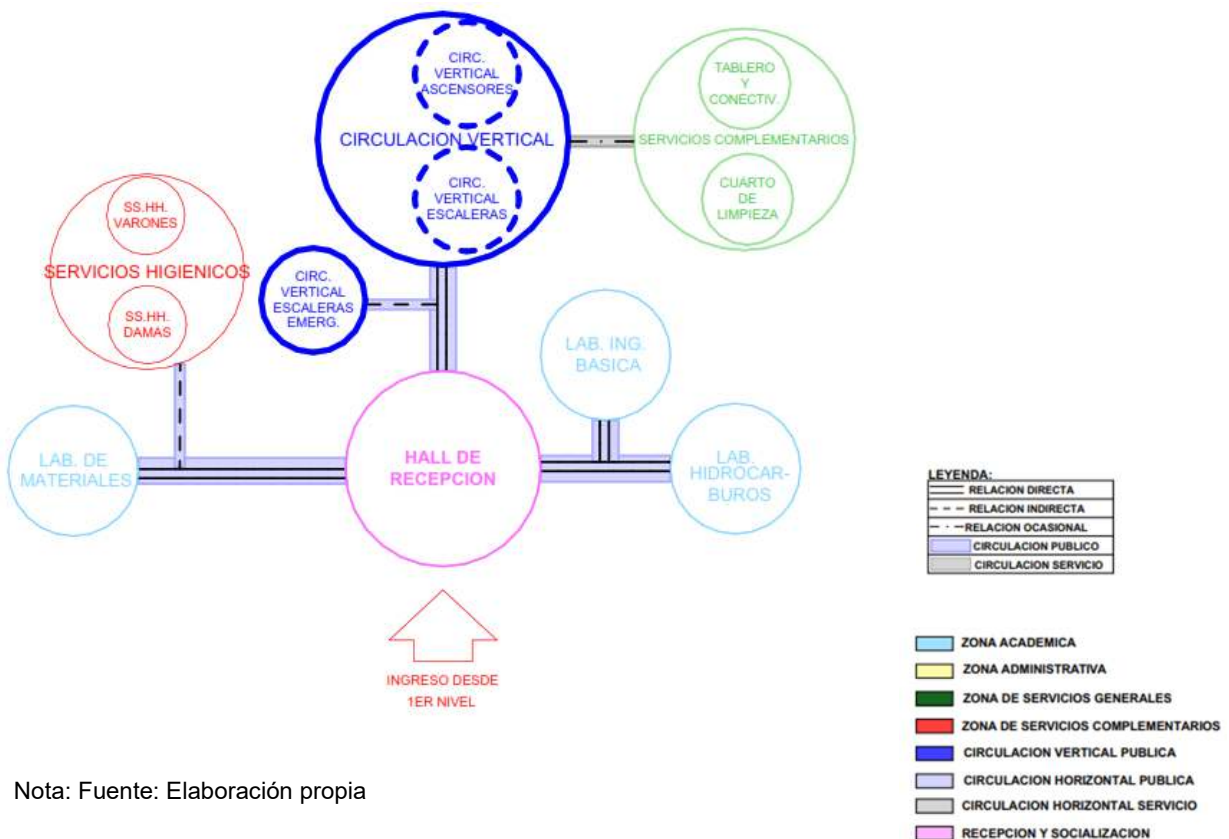 CIRC.
VERTICAL
ASCENSORES
CIRCULACION VERTICAL
CIRC.
VERTICAL
ESCALERAS
TABLERO
Y
CONECTIV.
SERVICIOS COMPLEMENTARIOS
CUARTO
DE
LIMPIEZA
SS.HH.
VARONES
SERVICIOS HIGIENICOS
SS.HH.
DAMAS
CIRC.
VERTICAL
ESCALERAS
EMERG.
LAB. ING.
BASICA
LAB. DE
MATERIALES
HALL DE
RECEPCION
LAB.
HIDROCAR-
BUROS
INGRESO DESDE
1ER NIVEL
LEYENDA:
RELACION DIRECTA
RELACION INDIRECTA
RELACION OCASIONAL
CIRCULACION PUBLICO
CIRCULACION SERVICIO
ZONA ACADEMICA
ZONA ADMINISTRATIVA
ZONA DE SERVICIOS GENERALES
ZONA DE SERVICIOS COMPLEMENTARIOS
CIRCULACION VERTICAL PUBLICA
CIRCULACION HORIZONTAL PUBLICA
CIRCULACION HORIZONTAL SERVICIO
RECEPCION Y SOCIALIZACION
Nota: Fuente: Elaboración propia